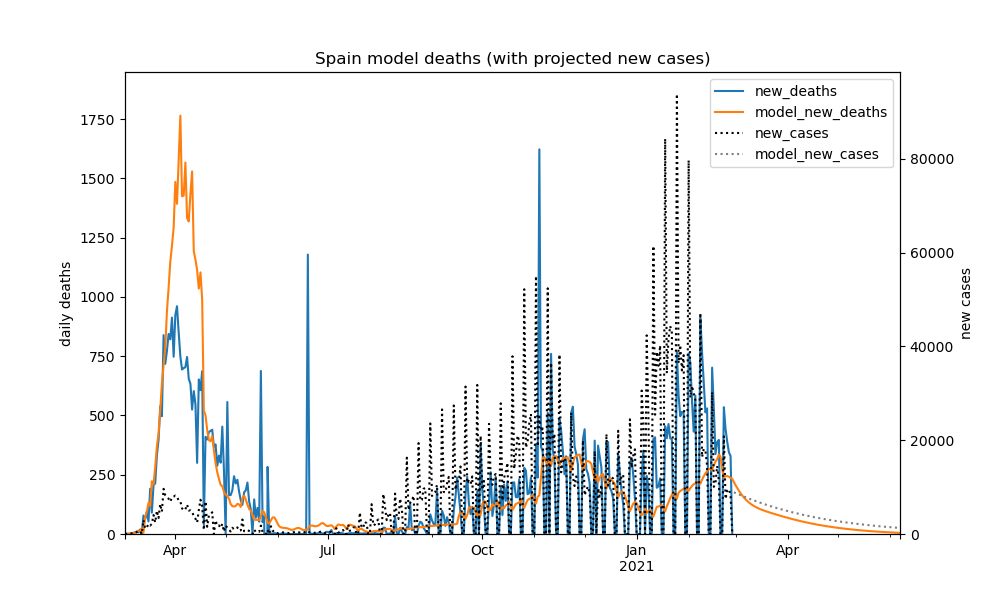 Spain model deaths (with projected new cases)
new_deaths
model_new_deaths
new_cases
model_new_cases
daily deaths
1750
1500
1250
1000
750
500
250
0
new cases
80000
60000
40000
20000
0
Apr Jul Oct Jan Apr
2021